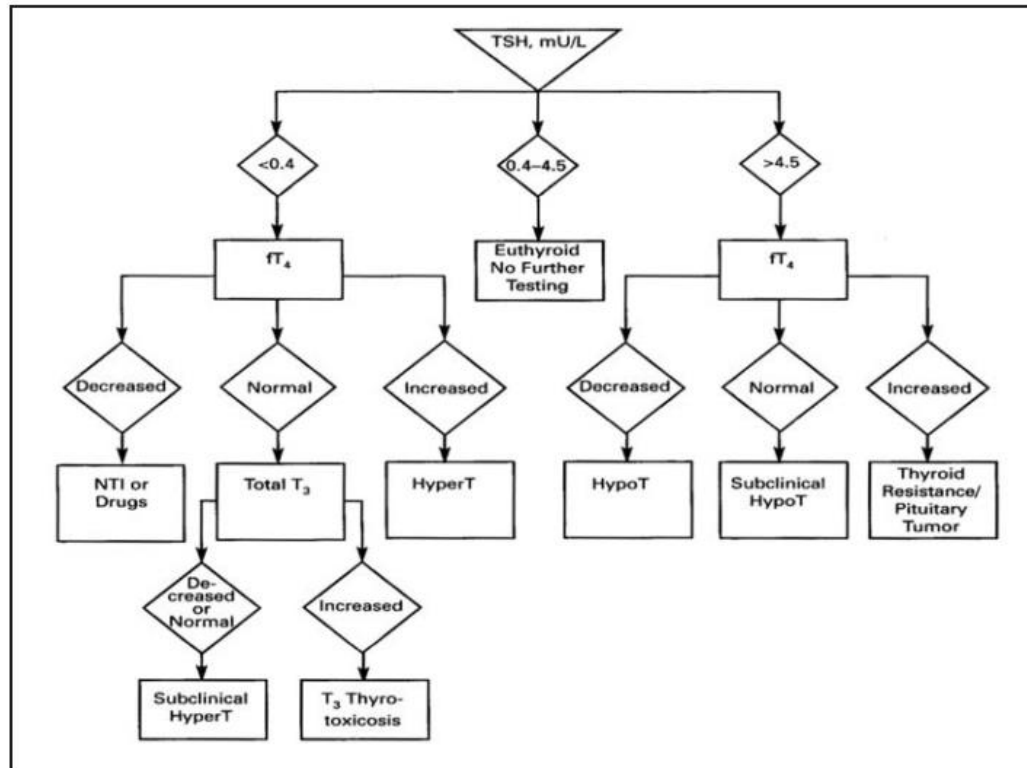 TSH, mU/L
<0.4
0.4–4.5
>4.5
fT₄
Euthyroid
No Further
Testing
fT₄
Decreased
Normal
Increased
Decreased
Normal
Increased
NTI or
Drugs
Total T₃
HyperT
HypoT
Subclinical
HypoT
Thyroid
Resistance/
Pituitary
Tumor
De-
creased
or
Normal
Increased
Subclinical
HyperT
T₃ Thyro-
toxicosis